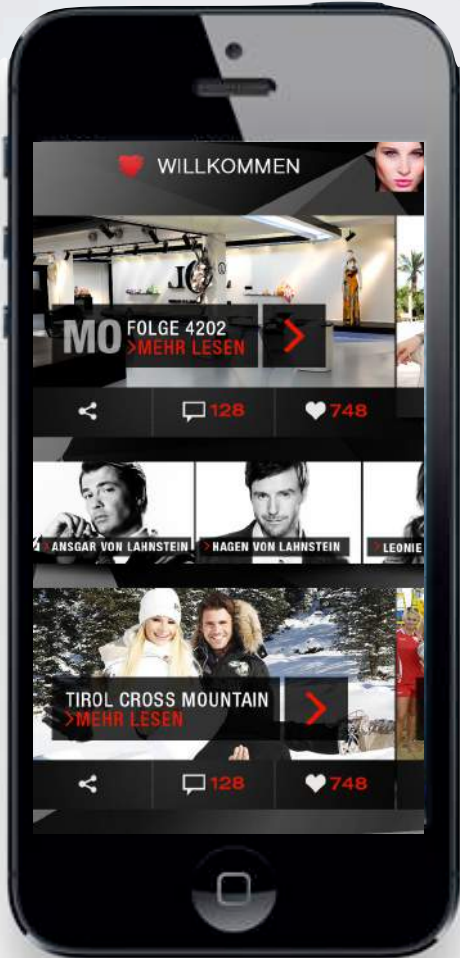 WILLKOMMEN
MO
FOLGE 4202
>MEHR LESEN
128
748
>ANSGAR VON LAHNSTEIN
>HAGEN VON LAHNSTEIN
>LEONIE
TIROL CROSS MOUNTAIN
>MEHR LESEN
128
748